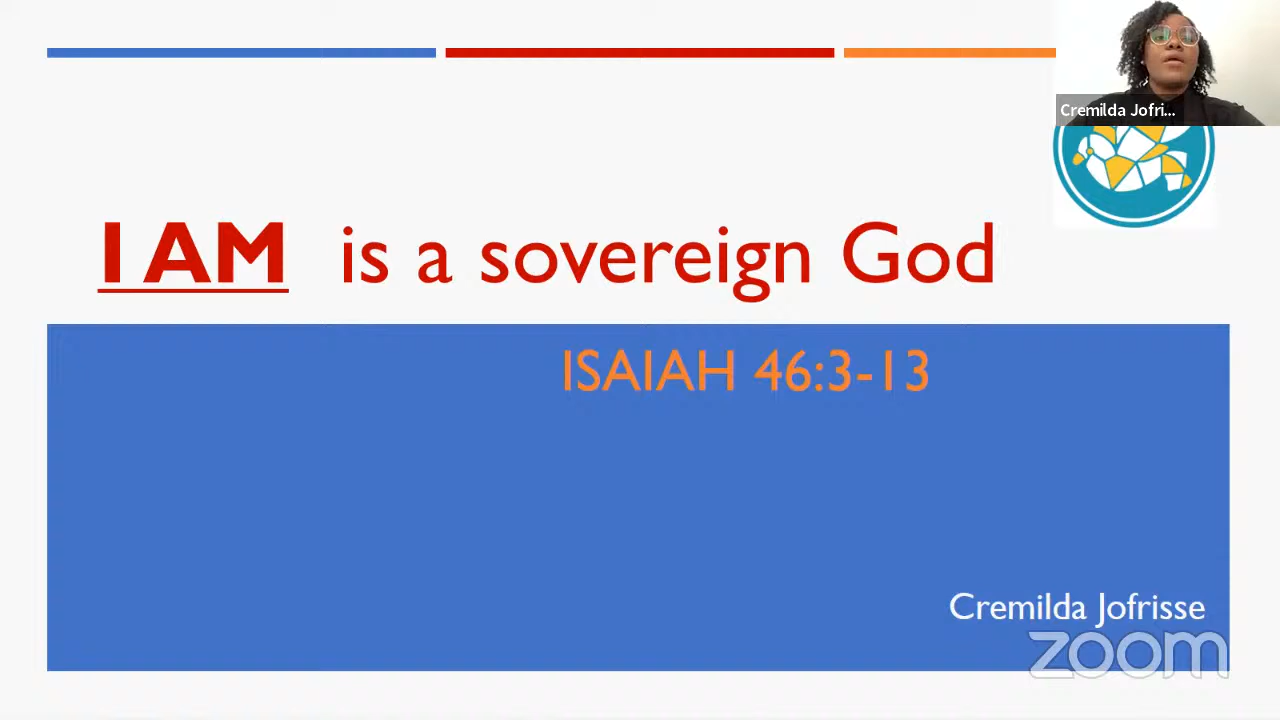 Cremilda Jofri...
I AM is a sovereign God
ISAIAH 46:3-13
Cremilda Jofrisse
zoom